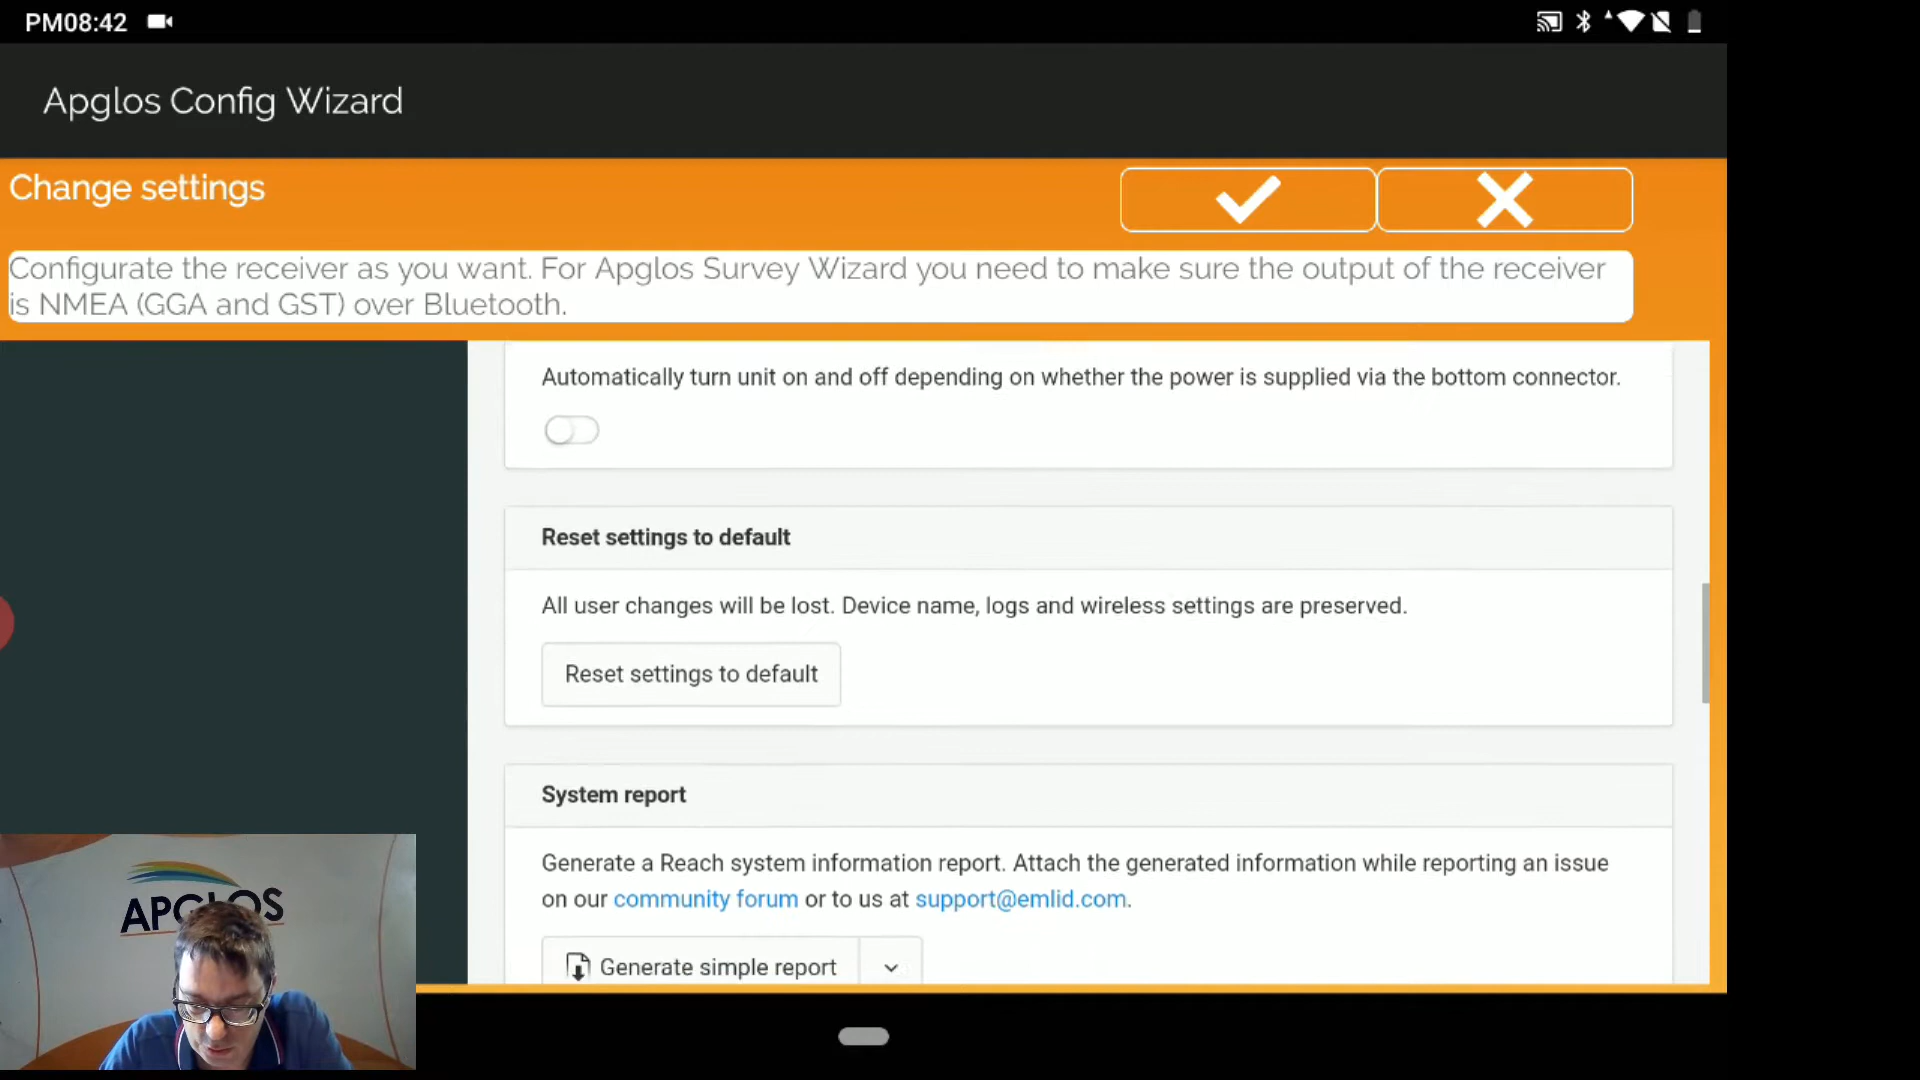 PM08:42
Apglos Config Wizard
Change settings
Configurate the receiver as you want. For Apglos Survey Wizard you need to make sure the output of the receiver
is NMEA (GGA and GST) over Bluetooth.
Automatically turn unit on and off depending on whether the power is supplied via the bottom connector.
Reset settings to default
All user changes will be lost. Device name, logs and wireless settings are preserved.
Reset settings to default
System report
Generate a Reach system information report. Attach the generated information while reporting an issue
on our community forum or to us at support@emlid.com.
Generate simple report
APGLOS